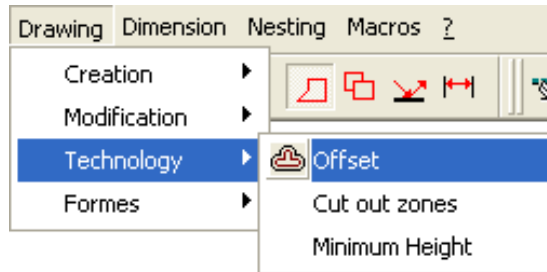 Drawing Dimension Nesting Macros ?
Creation
Modification
Technology
Offset
Formes
Cut out zones
Minimum Height